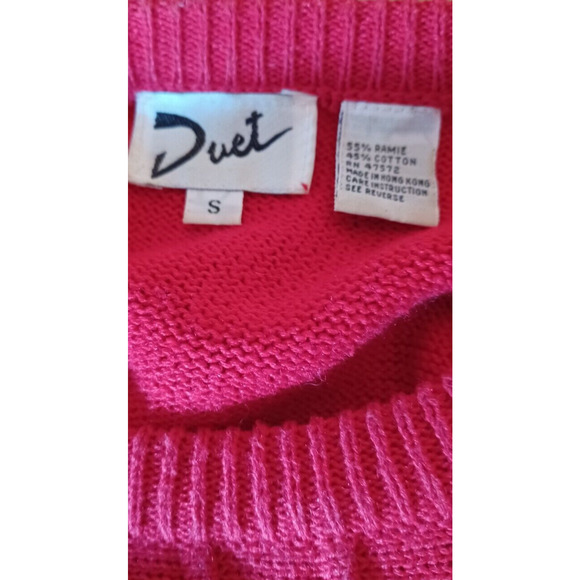 Duet
S
55% RAMIE
45% COTTON
RN 47572
MADE IN HONG KONG
CARE INSTRUCTION
SEE REVERSE